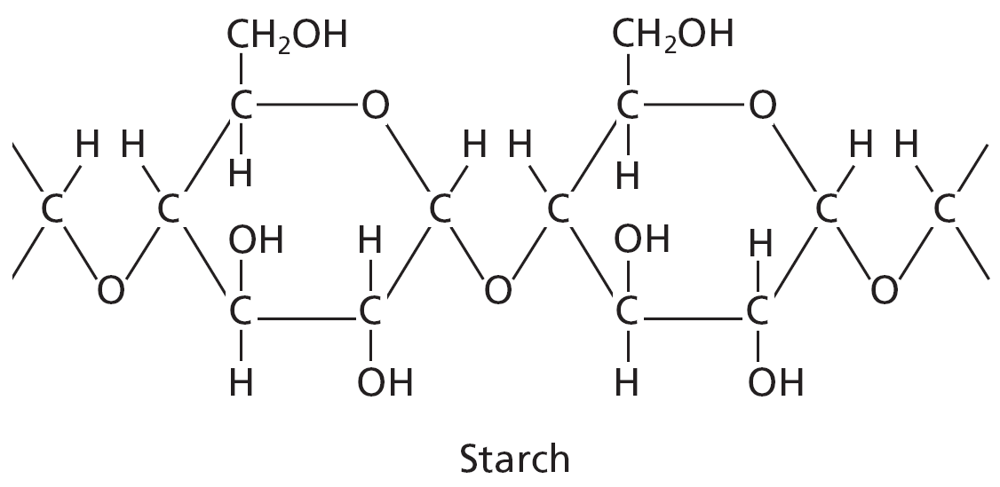 CH₂OH CH₂OH
C O C O
H H H H H H
H H
C C C C C C
OH H OH H
O O O
C C C C
H OH H OH
Starch